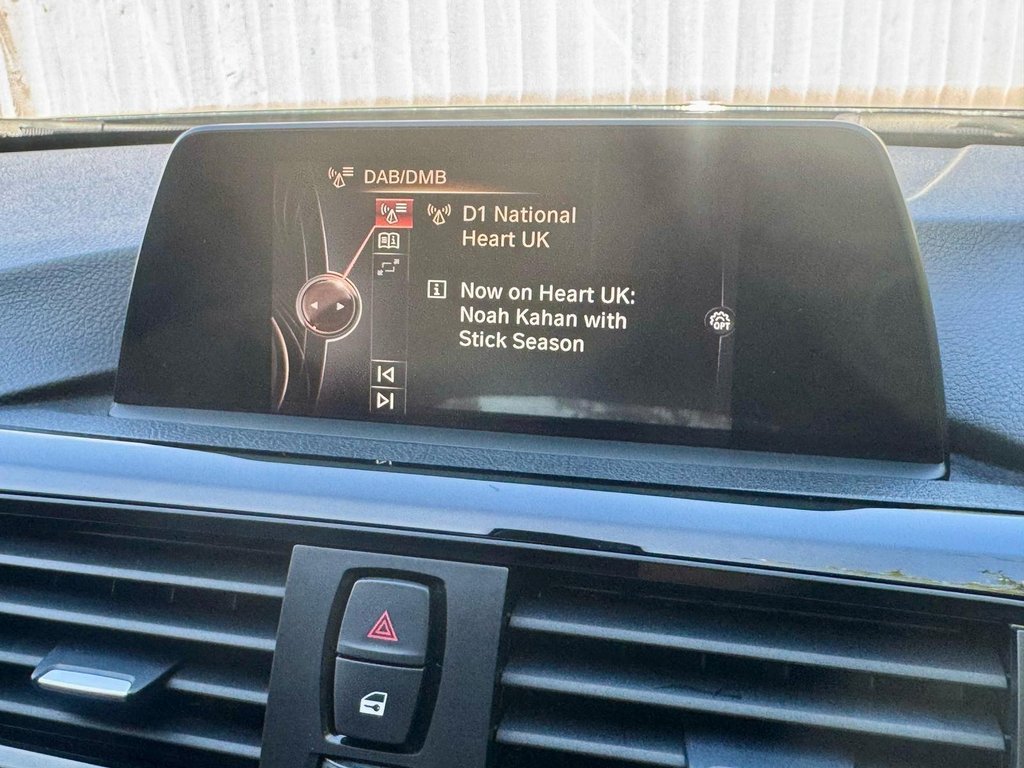 DAB/DMB
D1 National
Heart UK
Now on Heart UK:
Noah Kahan with
Stick Season
OPT